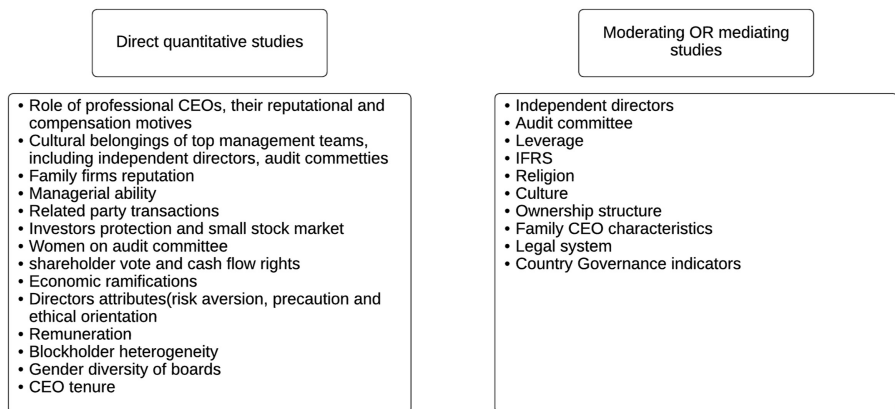 Direct quantitative studies
• Role of professional CEOs, their reputational and
compensation motives
• Cultural belongings of top management teams,
including independent directors, audit commetties
• Family firms reputation
• Managerial ability
• Related party transactions
• Investors protection and small stock market
• Women on audit committee
• shareholder vote and cash flow rights
• Economic ramifications
• Directors attributes(risk aversion, precaution and
ethical orientation
• Remuneration
• Blockholder heterogeneity
• Gender diversity of boards
• CEO tenure
Moderating OR mediating
studies
• Independent directors
• Audit committee
• Leverage
• IFRS
• Religion
• Culture
• Ownership structure
• Family CEO characteristics
• Legal system
• Country Governance indicators